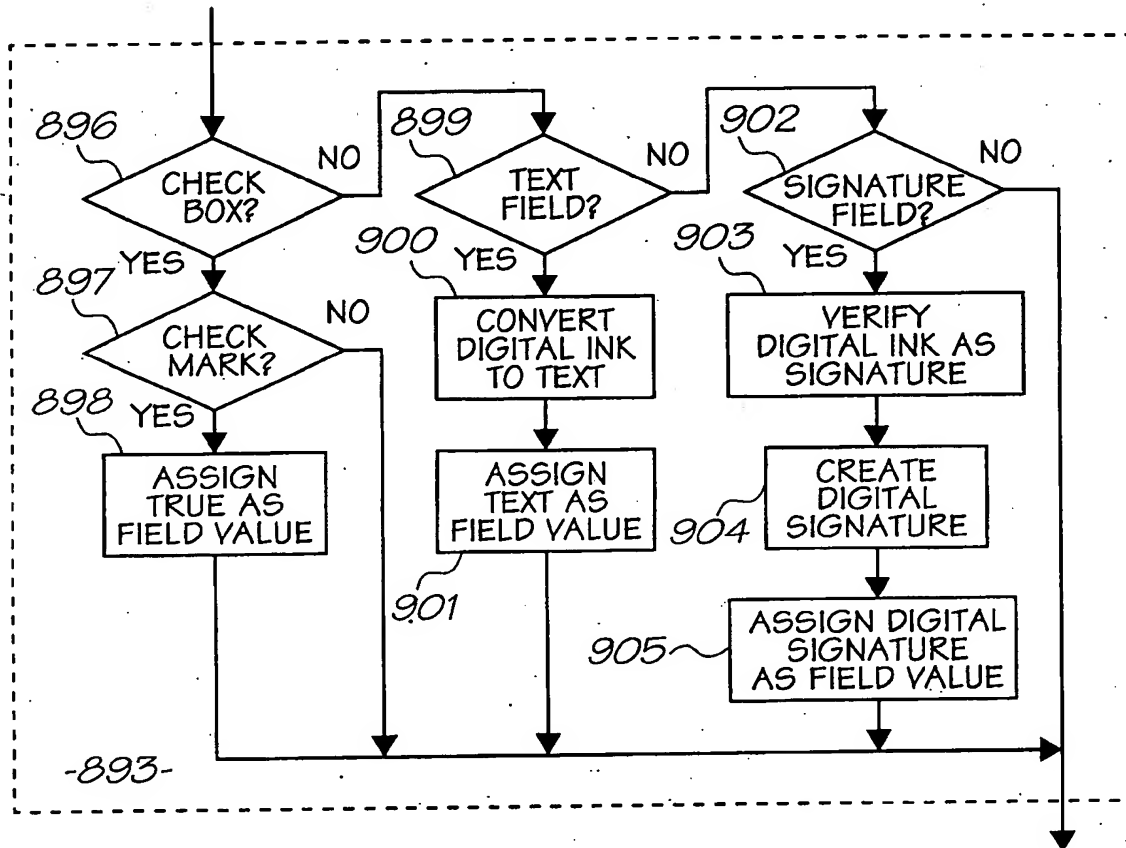 896
CHECK
BOX?
NO
YES
897
CHECK
MARK?
NO
YES
898
ASSIGN
TRUE AS
FIELD VALUE
899
TEXT
FIELD?
NO
YES
900
CONVERT
DIGITAL INK
TO TEXT
ASSIGN
TEXT AS
FIELD VALUE
901
902
SIGNATURE
FIELD?
NO
YES
903
VERIFY
DIGITAL INK AS
SIGNATURE
CREATE
DIGITAL
SIGNATURE
904
ASSIGN DIGITAL
SIGNATURE
AS FIELD VALUE
905
-893-